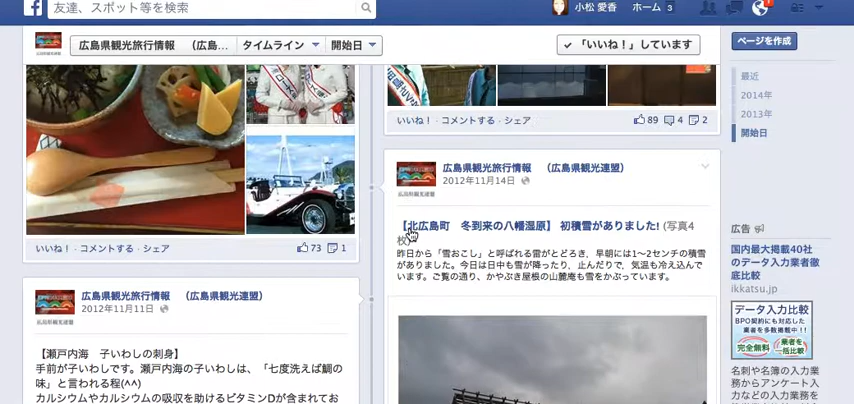 友達、スポット等を検索
小松 愛香
ホーム 3
1
広島県観光旅行情報 （広島...
タイムライン
開始日
「いいね！」しています
ページを作成
最近
2014年
2013年
開始日
いいね！ · コメントする · シェア
73 1
広島県観光旅行情報 （広島県観光連盟）
2012年11月11日
【瀬戸内海 子いわしの刺身】
手前が子いわしです。瀬戸内海の子いわしは、「七度洗えば鯛の
味」と言われる程(^^)
カルシウムやカルシウムの吸収を助けるビタミンDが含まれてお
いいね！ · コメントする · シェア
89 4 2
広島県観光旅行情報 （広島県観光連盟）
2012年11月14日
【北広島町 冬到来の八幡湿原】 初積雪がありました! (写真4
枚)
昨日から「雪おこし」と呼ばれる雷がとどろき、早朝には1～2センチの積雪
がありました。今日は日中も雪が降ったり、止んだりで、気温も冷え込んで
います。ご覧の通り、かやぶき屋根の山麓庵も雪をかぶっています。
広告
国内最大掲載40社
のデータ入力業者徹
底比較
ikkatsu.jp
データ入力比較
BPO契約にも対応した
業者を多数掲載中!!
完全無料
業者を
一括比較
名刺や名簿の入力業
務からアンケート入
力などの入力業務ま